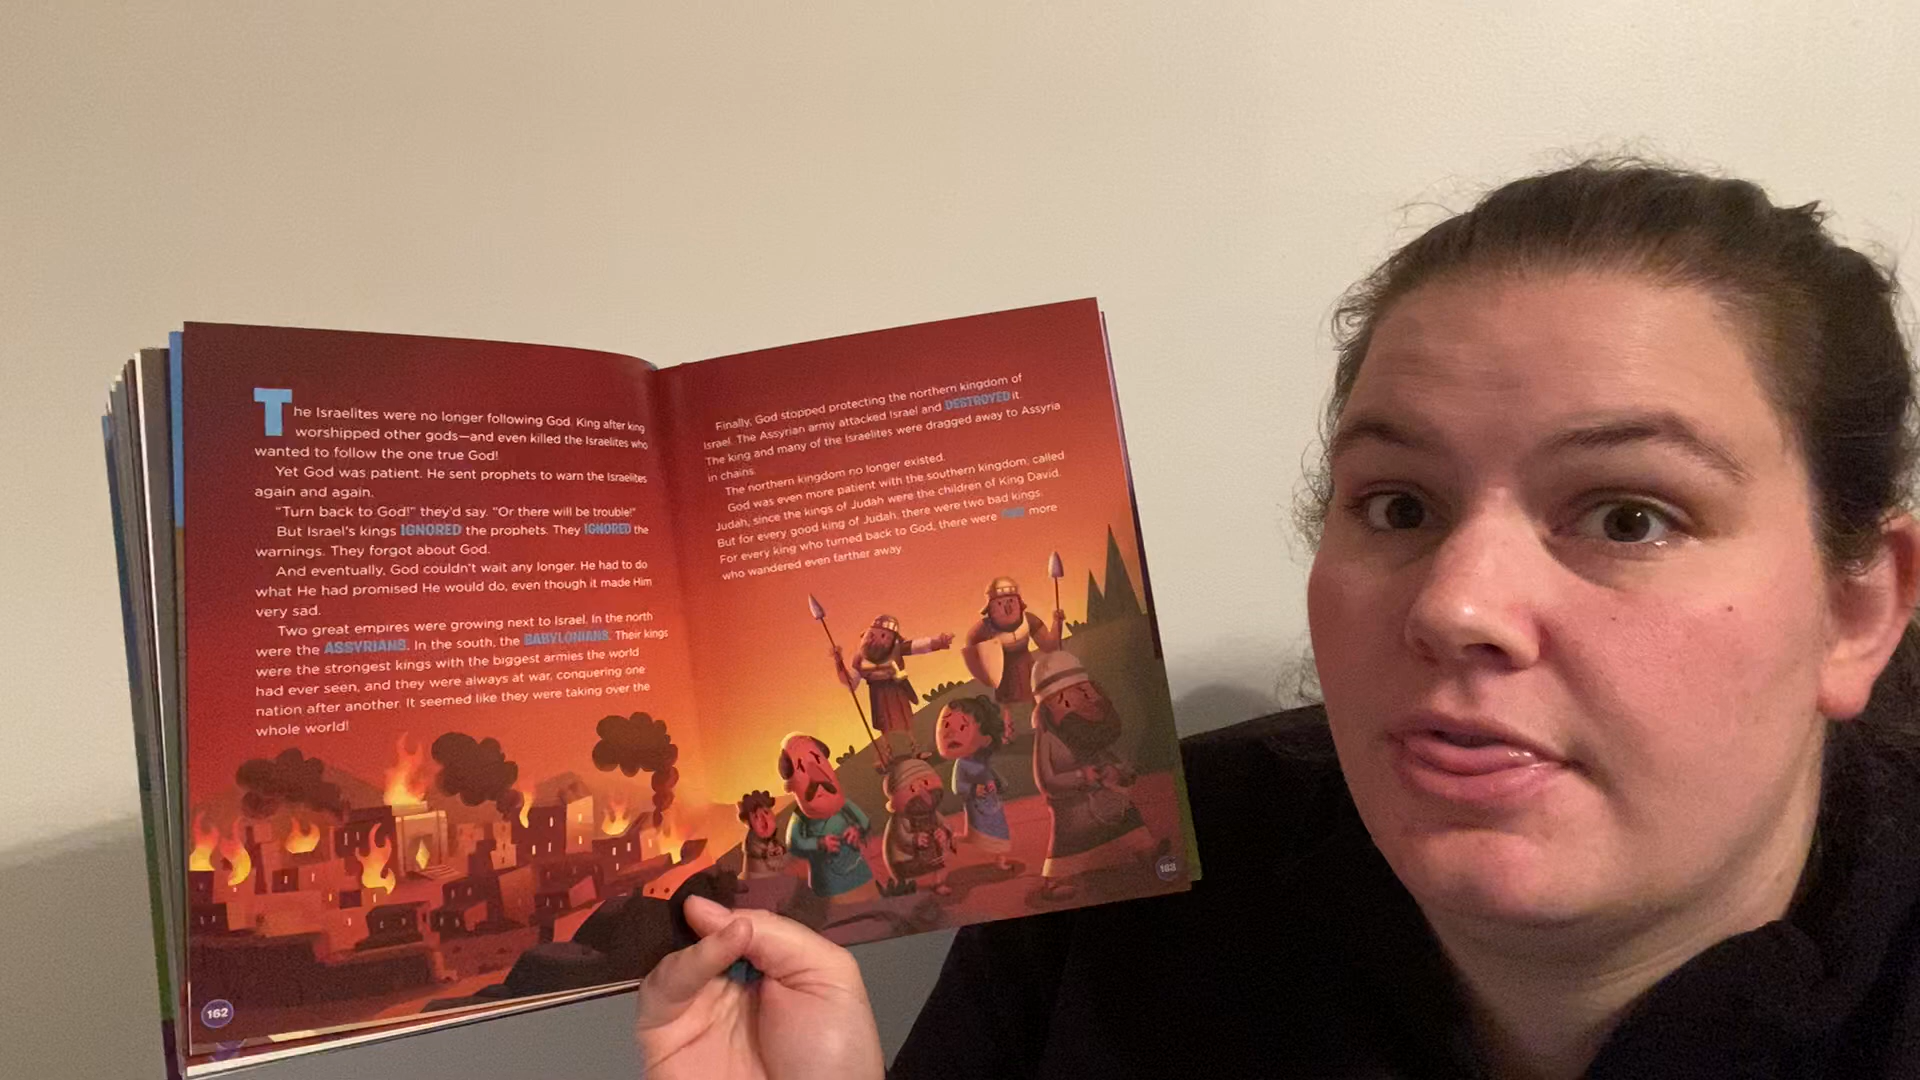 The Israelites were no longer following God. King after king
worshipped other gods—and even killed the Israelites who
wanted to follow the one true God!
Yet God was patient. He sent prophets to warn the Israelites
again and again.
"Turn back to God!" they'd say. "Or there will be trouble!"
But Israel's kings IGNORED the prophets. They IGNORED the
warnings. They forgot about God.
And eventually, God couldn't wait any longer. He had to do
what He had promised He would do, even though it made Him
very sad.
Two great empires were growing next to Israel. In the north
were the ASSYRIANS. In the south, the BABYLONIANS. Their kings
were the strongest kings with the biggest armies the world
had ever seen, and they were always at war, conquering one
nation after another. It seemed like they were taking over the
whole world!
162
Finally, God stopped protecting the northern kingdom of
Israel. The Assyrian army attacked Israel and DESTROYED it.
The king and many of the Israelites were dragged away to Assyria
in chains.
The northern kingdom no longer existed.
God was even more patient with the southern kingdom, called
Judah, since the kings of Judah were the children of King David.
But for every good king of Judah, there were two bad kings.
For every king who turned back to God, there were more
who wandered even farther away.
163